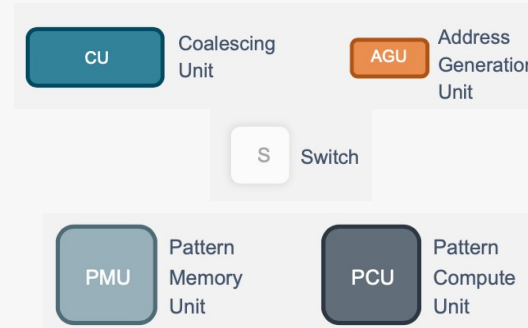 CU
Coalescing
Unit
AGU
Address
Generation
Unit
S
Switch
PMU
Pattern
Memory
Unit
PCU
Pattern
Compute
Unit